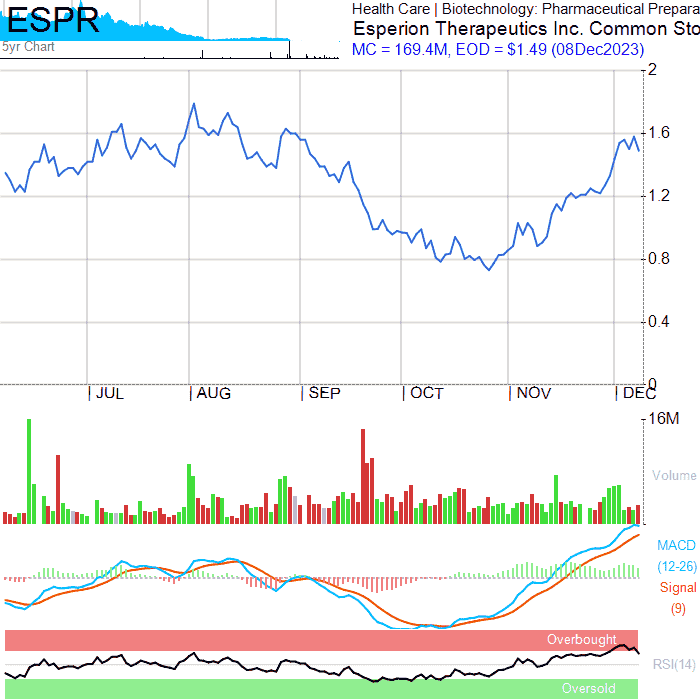 ESPR
5yr Chart
Health Care | Biotechnology: Pharmaceutical Prepara
Esperion Therapeutics Inc. Common Sto
MC = 169.4M, EOD = $1.49 (08Dec2023)
2
1.6
1.2
0.8
0.4
0
JUL AUG SEP OCT NOV DEC
16M
Volume
MACD
(12-26)
Signal
(9)
Overbought
RSI(14)
Oversold